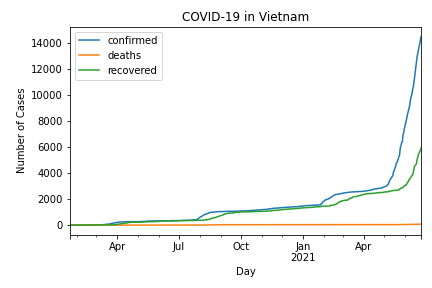 COVID-19 in Vietnam
confirmed
deaths
recovered
14000
12000
10000
8000
6000
4000
2000
0
Number of Cases
Apr
Jul
Oct
Jan
2021
Apr
Day